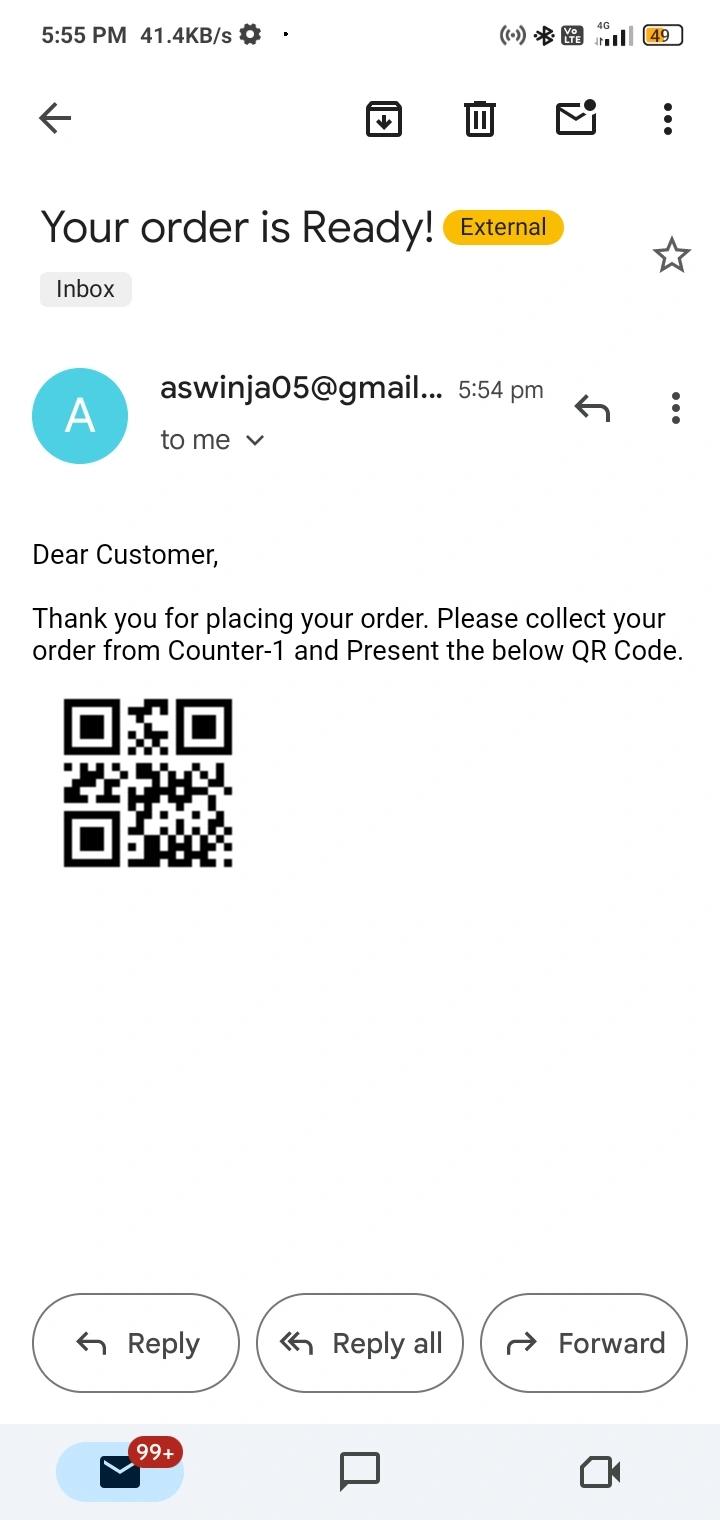 5:55 PM 41.4KB/s 4G Vo LTE 49
Your order is Ready! External
Inbox
A
aswinja05@gmail... 5:54 pm
to me
Dear Customer,
Thank you for placing your order. Please collect your
order from Counter-1 and Present the below QR Code.
Reply Reply all Forward
99+